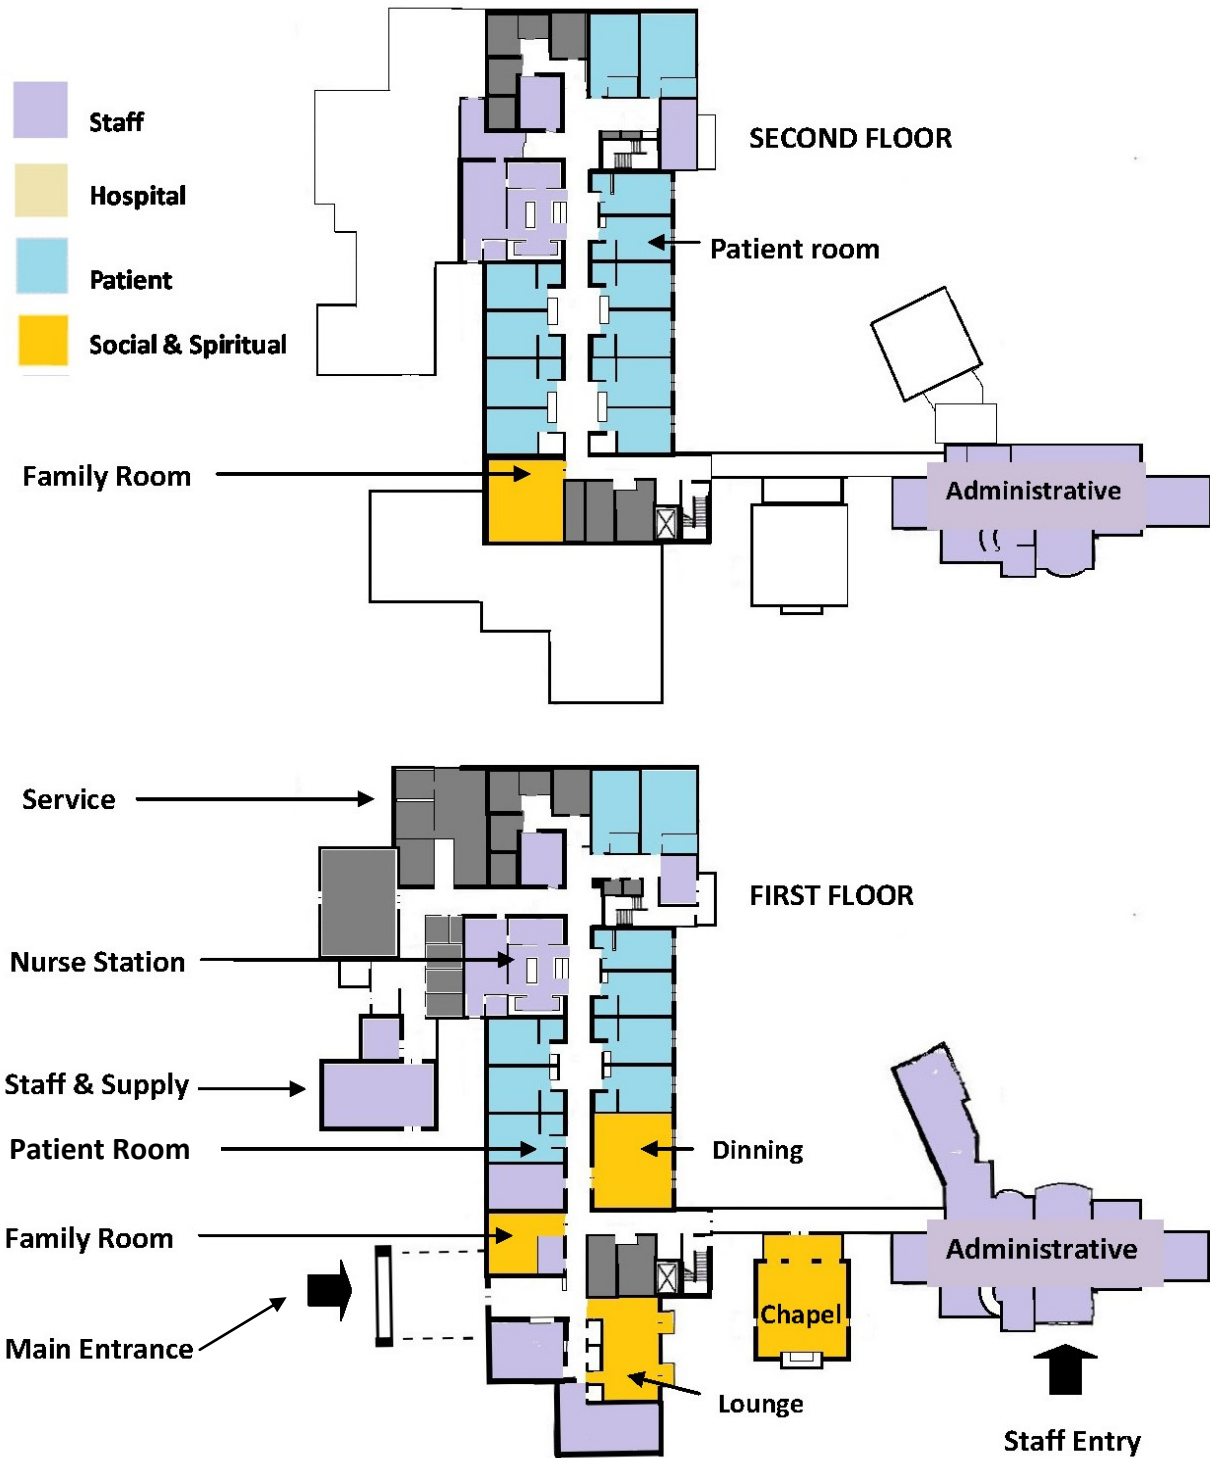 Staff
Hospital
Patient
Social & Spiritual
SECOND FLOOR
Patient room
Family Room
Administrative
Service
FIRST FLOOR
Nurse Station
Staff & Supply
Patient Room
Dinning
Family Room
Administrative
Chapel
Main Entrance
Lounge
Staff Entry